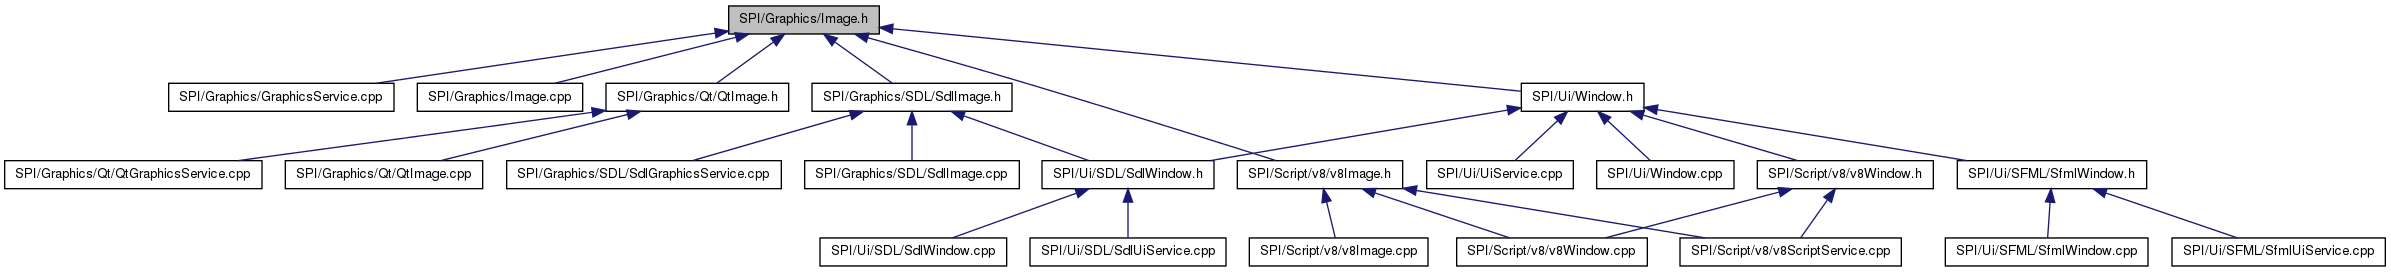 SPI/Graphics/Image.h
SPI/Graphics/GraphicsService.cpp
SPI/Graphics/Image.cpp
SPI/Graphics/Qt/QtImage.h
SPI/Graphics/SDL/SdlImage.h
SPI/Ui/Window.h
SPI/Graphics/Qt/QtGraphicsService.cpp
SPI/Graphics/Qt/QtImage.cpp
SPI/Graphics/SDL/SdlGraphicsService.cpp
SPI/Graphics/SDL/SdlImage.cpp
SPI/Ui/SDL/SdlWindow.h
SPI/Script/v8/v8Image.h
SPI/Ui/UiService.cpp
SPI/Ui/Window.cpp
SPI/Script/v8/v8Window.h
SPI/Ui/SFML/SfmlWindow.h
SPI/Ui/SDL/SdlWindow.cpp
SPI/Ui/SDL/SdlUiService.cpp
SPI/Script/v8/v8Image.cpp
SPI/Script/v8/v8Window.cpp
SPI/Script/v8/v8ScriptService.cpp
SPI/Ui/SFML/SfmlWindow.cpp
SPI/Ui/SFML/SfmlUiService.cpp